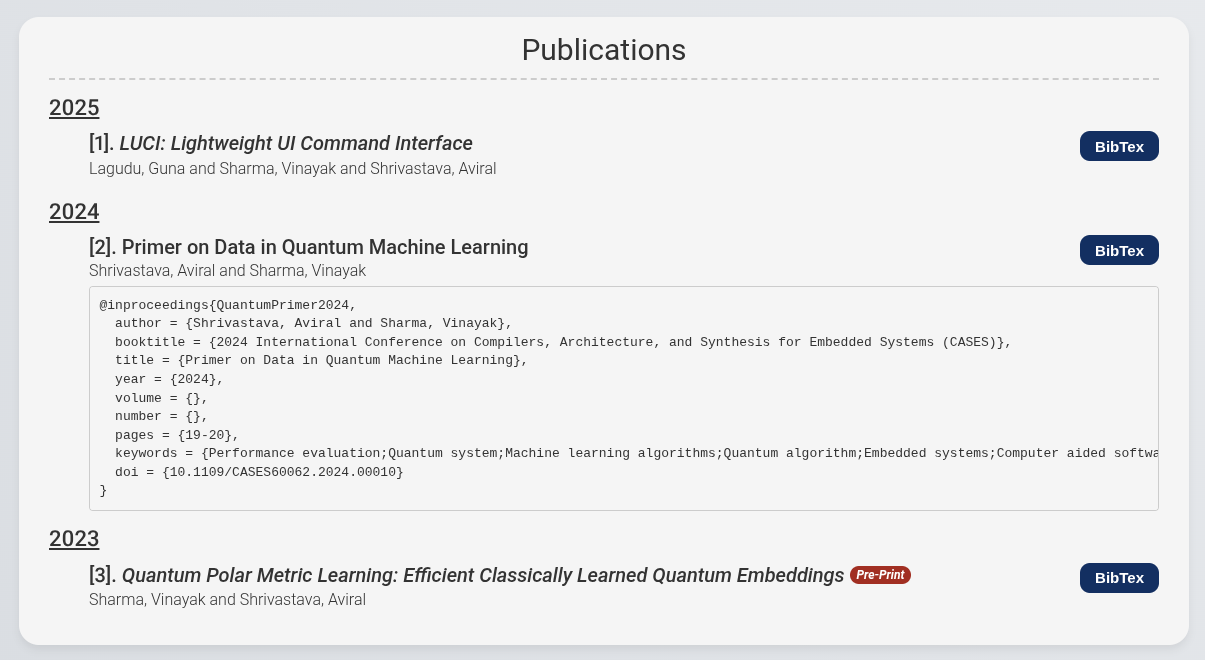 Publications
2025
[1]. LUCI: Lightweight UI Command Interface
BibTex
Lagudu, Guna and Sharma, Vinayak and Shrivastava, Aviral
2024
[2]. Primer on Data in Quantum Machine Learning
BibTex
Shrivastava, Aviral and Sharma, Vinayak
@inproceedings{QuantumPrimer2024,
  author = {Shrivastava, Aviral and Sharma, Vinayak},
  booktitle = {2024 International Conference on Compilers, Architecture, and Synthesis for Embedded Systems (CASES)},
  title = {Primer on Data in Quantum Machine Learning},
  year = {2024},
  volume = {},
  number = {},
  pages = {19-20},
  keywords = {Performance evaluation;Quantum system;Machine learning algorithms;Quantum algorithm;Embedded systems;Computer aided softwa
  doi = {10.1109/CASES60062.2024.00010}
}
2023
[3]. Quantum Polar Metric Learning: Efficient Classically Learned Quantum Embeddings Pre-Print
BibTex
Sharma, Vinayak and Shrivastava, Aviral